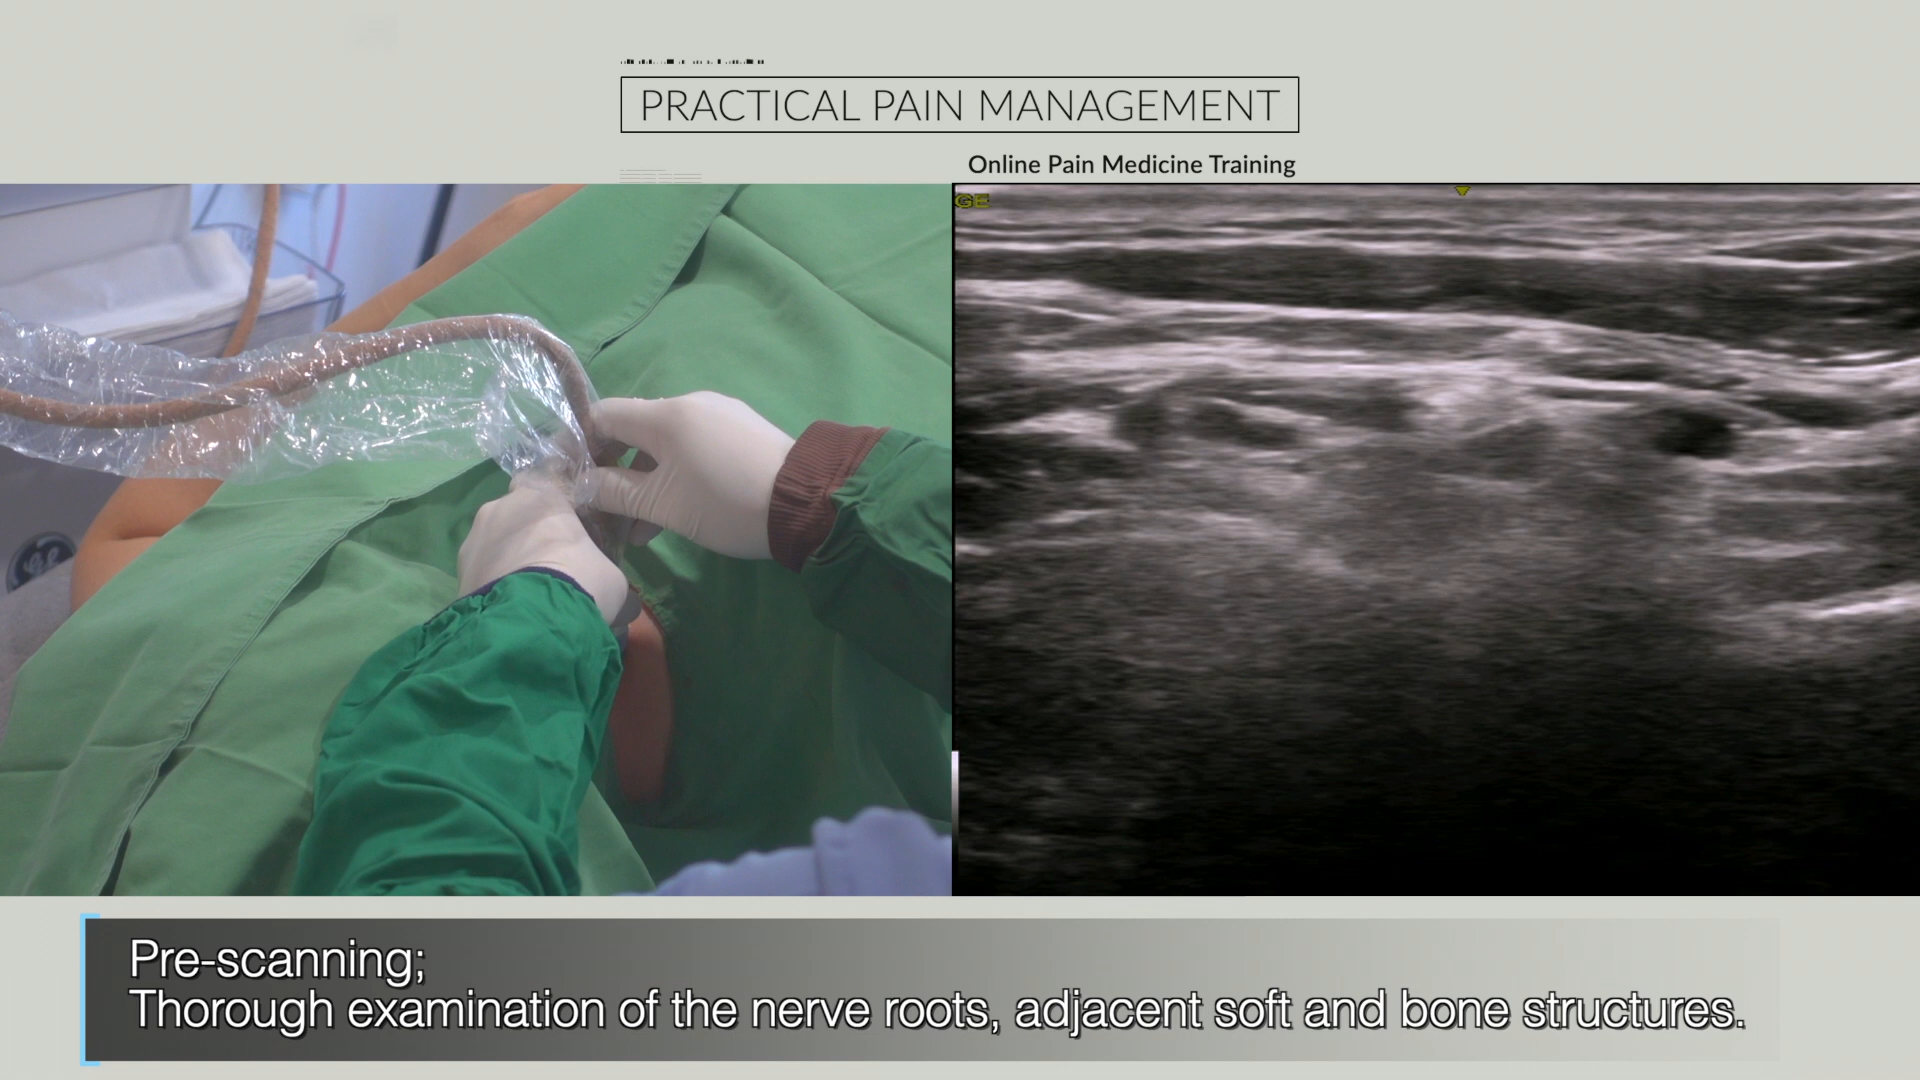 PRACTICAL PAIN MANAGEMENT
Online Pain Medicine Training
GE
Pre-scanning;
Thorough examination of the nerve roots, adjacent soft and bone structures.